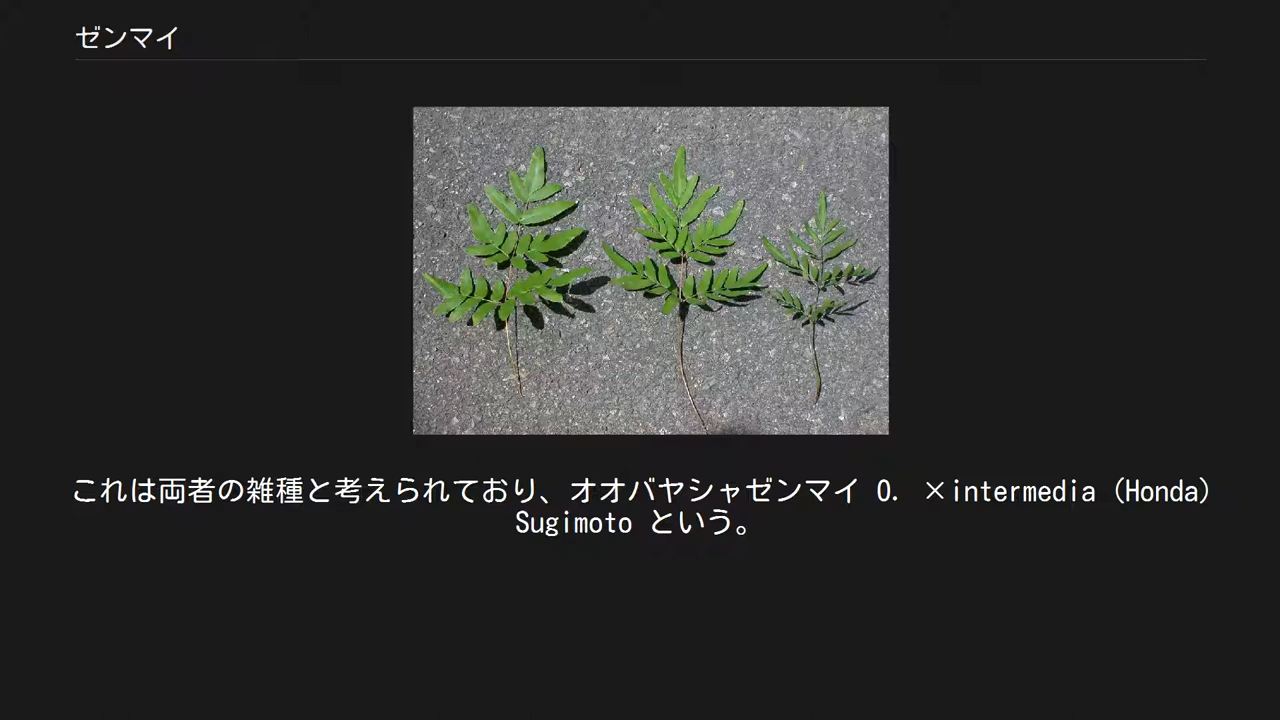 ゼンマイ
これは両者の雑種と考えられており、オオバヤシャゼンマイ O. ×intermedia (Honda)
Sugimoto という。